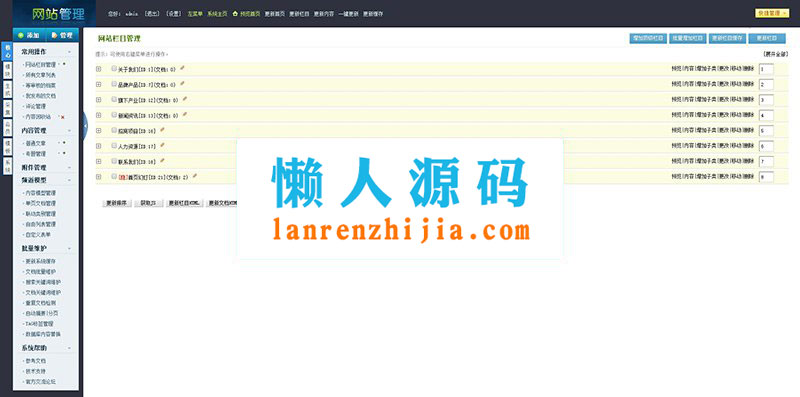 网站管理
您好: admin [退出] [设置] 主菜单 系统主页 预览首页 更新首页 更新栏目 更新内容 一键更新 更新缓存
快捷管理
添加 管理
网站栏目管理
增加顶级栏目 批量增加栏目 更新栏目缓存 更新栏目
核心
模块
生成
采集
会员
模板
系统
常用操作
网站栏目管理
所有文章列表
等审核的档案
我发布的文档
评论管理
内容回收站
内容管理
普通文章
专题管理
附件管理
频道模型
内容模型管理
单页文档管理
联动类别管理
自由列表管理
自定义表单
批量维护
更新系统缓存
文档批量维护
搜索关键词维护
文档关键词维护
重复文档检测
自动摘要|分页
TAG标签管理
数据库内容替换
系统帮助
参考文档
技术支持
官方交流论坛
提示:可使用右键菜单进行操作。
[展开全部]
关于我们[ID:1](文档: 0) 预览|内容|增加子类|更改|移动|删除 1
品牌产品[ID:2](文档: 0) 预览|内容|增加子类|更改|移动|删除 2
旗下产业[ID:3](文档: 0) 预览|内容|增加子类|更改|移动|删除 3
新闻资讯[ID:4](文档: 0) 预览|内容|增加子类|更改|移动|删除 4
招商项目 预览|内容|增加子类|更改|移动|删除 5
人力资源 预览|内容|增加子类|更改|移动|删除 6
联系我们 预览|内容|增加子类|更改|移动|删除 7
[隐]首页幻灯[ID:21](文档: 2) 预览|内容|增加子类|更改|移动|删除 8
更新排序 获取JS 更新栏目HTML 更新文档HTML
懒人源码
lanrenzhijia.com